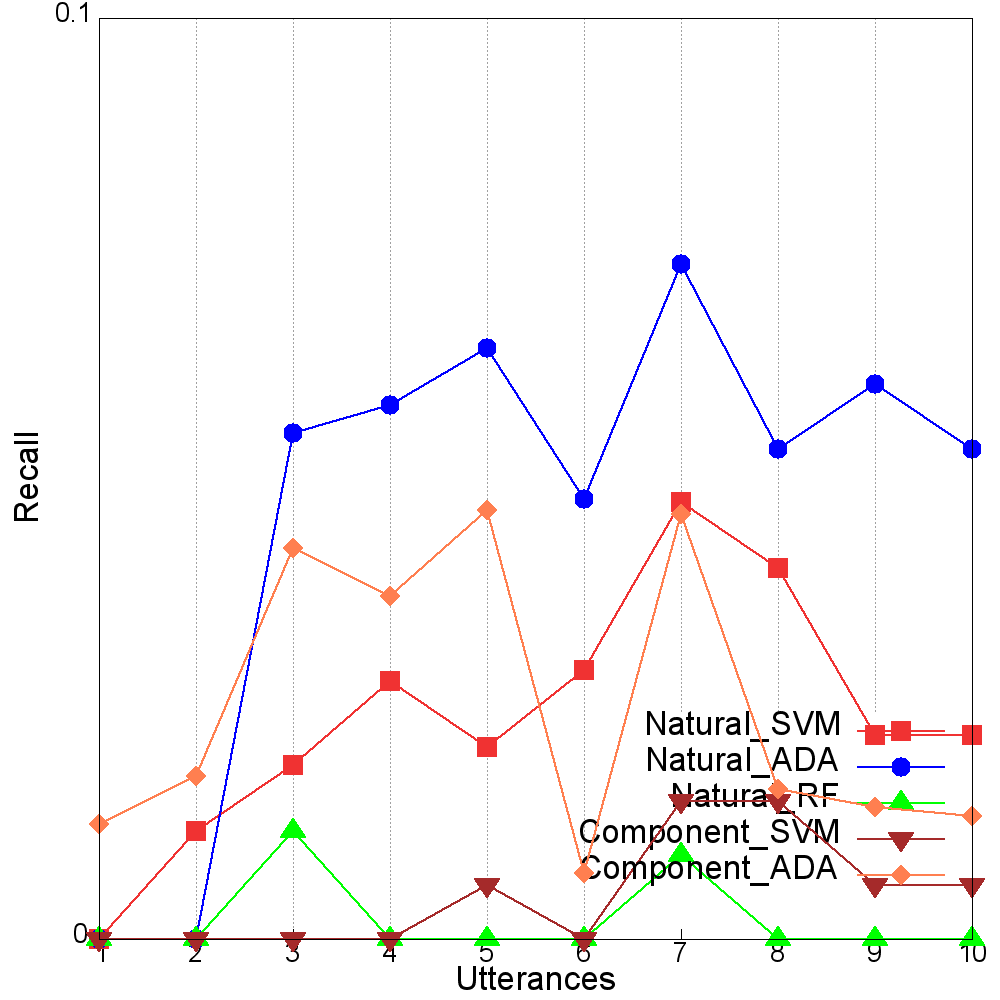 0.1
Recall
Natural_SVM
Natural_ADA
Natural_RF
Component_SVM
Component_ADA
0
1 2 3 4 5 6 7 8 9 10
Utterances